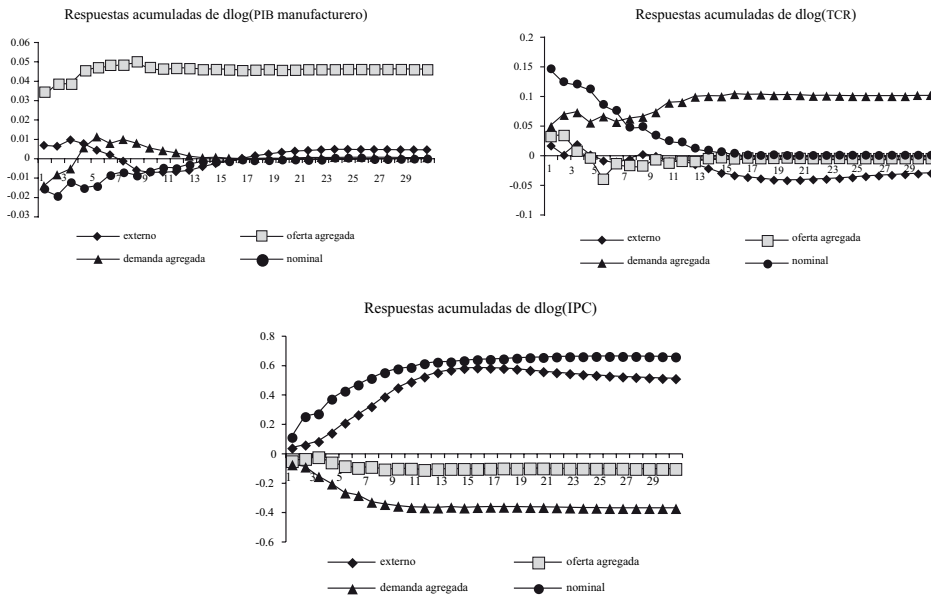 Respuestas acumuladas de dlog(PIB manufacturero)
0.06
0.05
0.04
0.03
0.02
0.01
0
-0.01
-0.02
-0.03
1 3 5 7 9 11 13 15 17 19 21 23 25 27 29
externo
oferta agregada
demanda agregada
nominal
Respuestas acumuladas de dlog(TCR)
0.2
0.15
0.1
0.05
0
-0.05
-0.1
1 3 5 7 9 11 13 15 17 19 21 23 25 27 29
externo
oferta agregada
demanda agregada
nominal
Respuestas acumuladas de dlog(IPC)
0.8
0.6
0.4
0.2
0
-0.2
-0.4
-0.6
1 3 5 7 9 11 13 15 17 19 21 23 25 27 29
externo
oferta agregada
demanda agregada
nominal